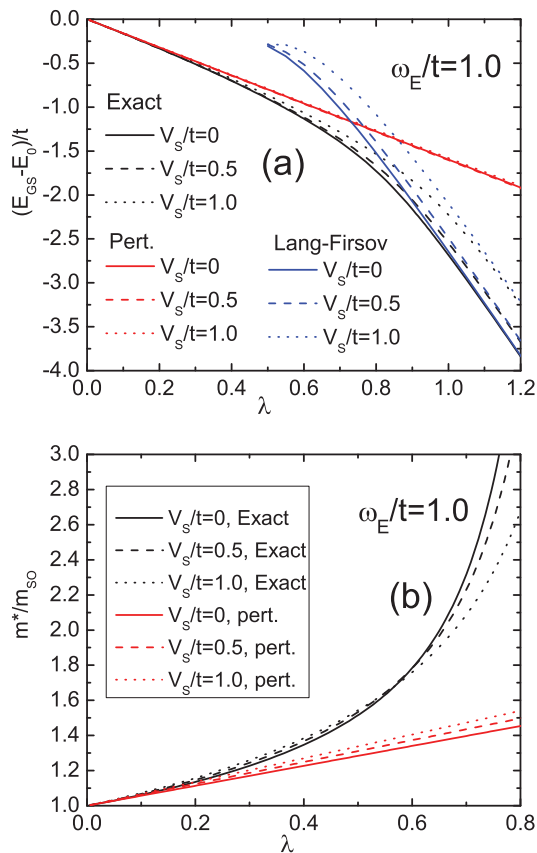 0.0
-0.5
-1.0
-1.5
-2.0
-2.5
-3.0
-3.5
-4.0
(E_GS-E_0)/t
ω_E/t=1.0
Exact
V_S/t=0
V_S/t=0.5
V_S/t=1.0
(a)
Pert.
V_S/t=0
V_S/t=0.5
V_S/t=1.0
Lang-Firsov
V_S/t=0
V_S/t=0.5
V_S/t=1.0
0.0 0.2 0.4 0.6 0.8 1.0 1.2
λ
3.0
2.8
2.6
2.4
2.2
2.0
1.8
1.6
1.4
1.2
1.0
m*/m_SO
V_S/t=0, Exact
V_S/t=0.5, Exact
V_S/t=1.0, Exact
V_S/t=0, pert.
V_S/t=0.5, pert.
V_S/t=1.0, pert.
ω_E/t=1.0
(b)
0.0 0.2 0.4 0.6 0.8
λ